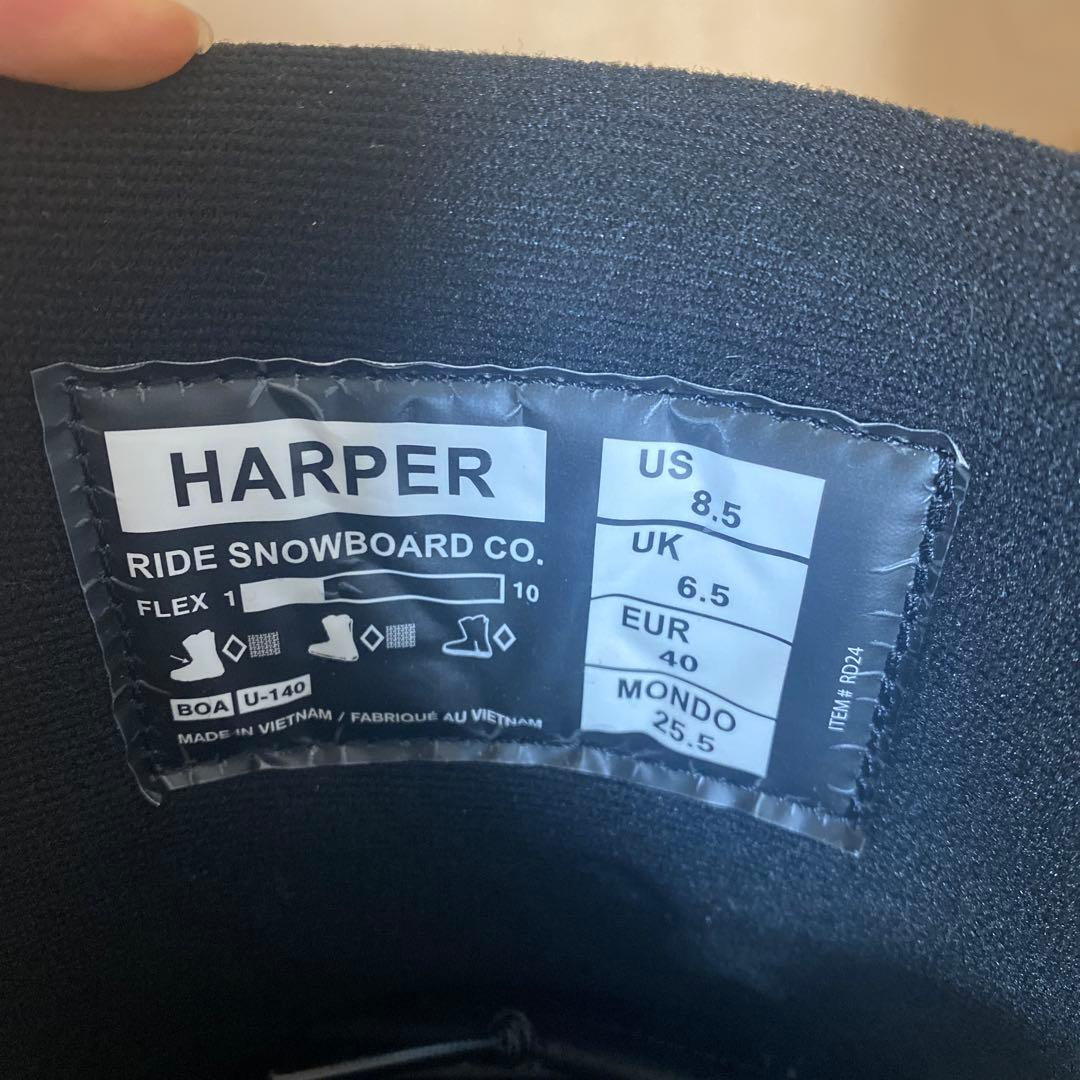 HARPER
RIDE SNOWBOARD CO.
FLEX 1 10
BOA U-140
MADE IN VIETNAM / FABRIQUÉ AU VIETNAM
US
8.5
UK
6.5
EUR
40
MONDO
25.5
ITEM# RD24